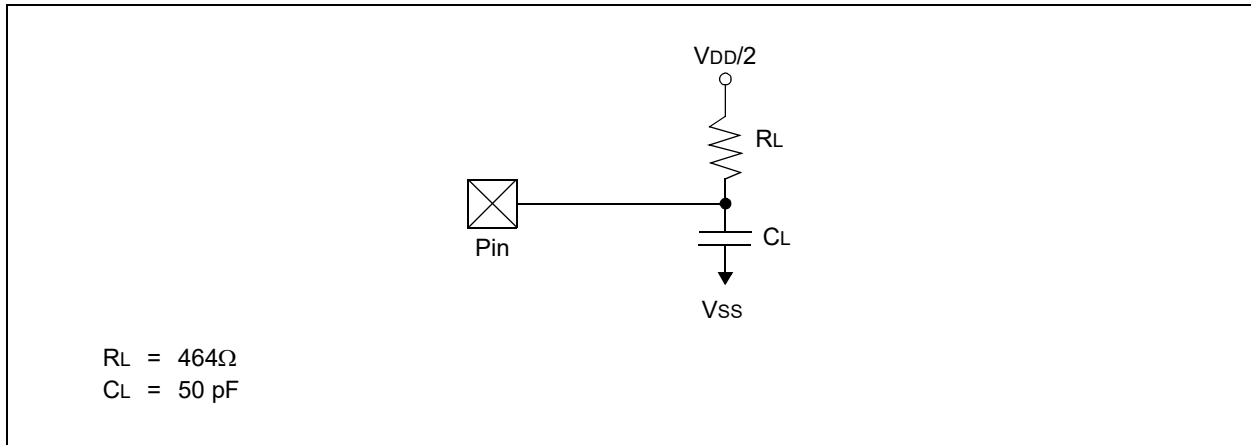 VDD/2
RL
Pin
CL
VSS
RL = 464Ω
CL = 50 pF